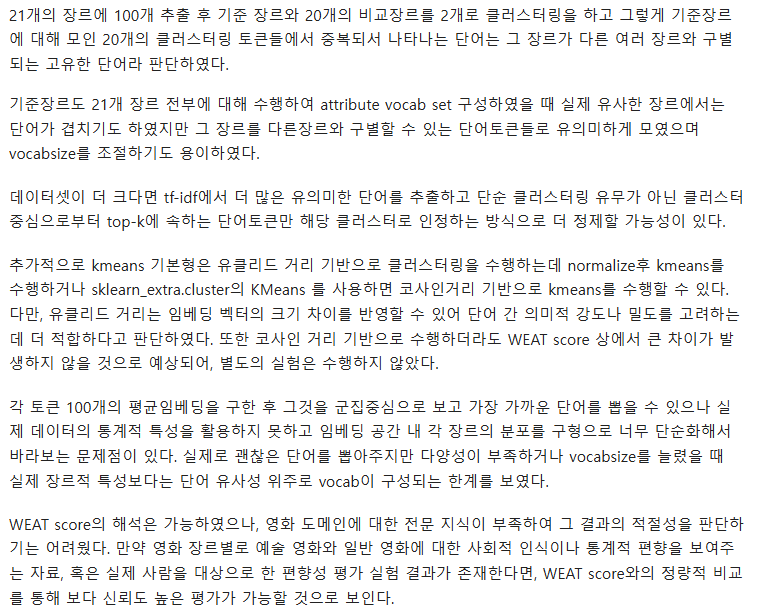 21개의 장르에 100개 추출 후 기준 장르와 20개의 비교장르를 2개로 클러스터링을 하고 그렇게 기준장르
에 대해 모인 20개의 클러스터링 토큰들에서 중복되서 나타나는 단어는 그 장르가 다른 여러 장르와 구별
되는 고유한 단어라 판단하였다.
기준장르도 21개 장르 전부에 대해 수행하여 attribute vocab set 구성하였을 때 실제 유사한 장르에서는
단어가 겹치기도 하였지만 그 장르를 다른장르와 구별할 수 있는 단어토큰들로 유의미하게 모였으며
vocabsize를 조절하기도 용이하였다.
데이터셋이 더 크다면 tf-idf에서 더 많은 유의미한 단어를 추출하고 단순 클러스터링 유무가 아닌 클러스터
중심으로부터 top-k에 속하는 단어토큰만 해당 클러스터로 인정하는 방식으로 더 정제할 가능성이 있다.
추가적으로 kmeans 기본형은 유클리드 거리 기반으로 클러스터링을 수행하는데 normalize후 kmeans를
수행하거나 sklearn_extra.cluster의 KMeans 를 사용하면 코사인거리 기반으로 kmeans를 수행할 수 있다.
다만, 유클리드 거리는 임베딩 벡터의 크기 차이를 반영할 수 있어 단어 간 의미적 강도나 밀도를 고려하는
데 더 적합하다고 판단하였다. 또한 코사인 거리 기반으로 수행하더라도 WEAT score 상에서 큰 차이가 발
생하지 않을 것으로 예상되어, 별도의 실험은 수행하지 않았다.
각 토큰 100개의 평균임베딩을 구한 후 그것을 군집중심으로 보고 가장 가까운 단어를 뽑을 수 있으나 실
제 데이터의 통계적 특성을 활용하지 못하고 임베딩 공간 내 각 장르의 분포를 구형으로 너무 단순화해서
바라보는 문제점이 있다. 실제로 괜찮은 단어를 뽑아주지만 다양성이 부족하거나 vocabsize를 늘렸을 때
실제 장르적 특성보다는 단어 유사성 위주로 vocab이 구성되는 한계를 보였다.
WEAT score의 해석은 가능하였으나, 영화 도메인에 대한 전문 지식이 부족하여 그 결과의 적절성을 판단하
기는 어려웠다. 만약 영화 장르별로 예술 영화와 일반 영화에 대한 사회적 인식이나 통계적 편향을 보여주
는 자료, 혹은 실제 사람을 대상으로 한 편향성 평가 실험 결과가 존재한다면, WEAT score와의 정량적 비교
를 통해 보다 신뢰도 높은 평가가 가능할 것으로 보인다.